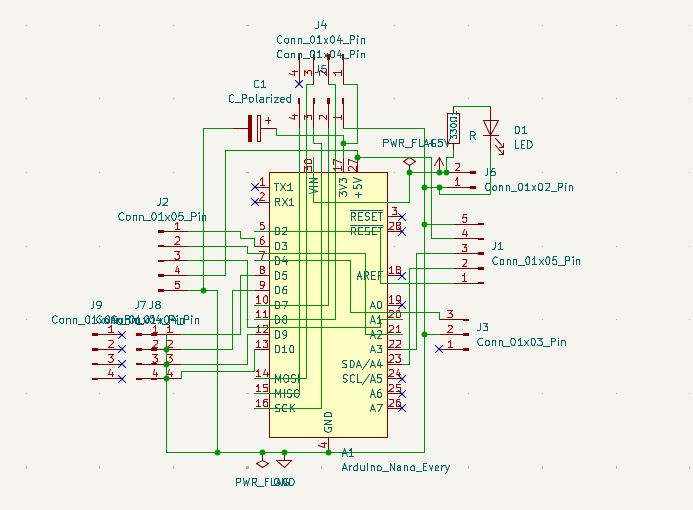 J4
Conn_01x04_Pin
Conn_01x04_Pin
J5
4
3
2
1
4
3
2
1
C1
C_Polarized
+
330Ω
R
D1
LED
PWR_FLAG
+5V
30
17
27
VIN
3V3
+5V
2
J6
1
Conn_01x02_Pin
1 TX1
2 RX1
RESET 3
RESET 28
AREF 18
A0 19
A1 20
A2 21
A3 22
SDA/A4 23
SCL/A5 24
A6 25
A7 26
5 D2
6 D3
7 D4
8 D5
9 D6
10 D7
11 D8
12 D9
13 D10
14 MOSI
15 MISO
16 SCK
GND
4
J2
Conn_01x05_Pin
1
2
3
4
5
5
4
J1
3
Conn_01x05_Pin
2
1
3
J3
2
Conn_01x03_Pin
1
J9
J7
J8
1
2
3
4
1
2
3
4
1
2
3
4
A1
Arduino_Nano_Every
PWR_FLAG
GND